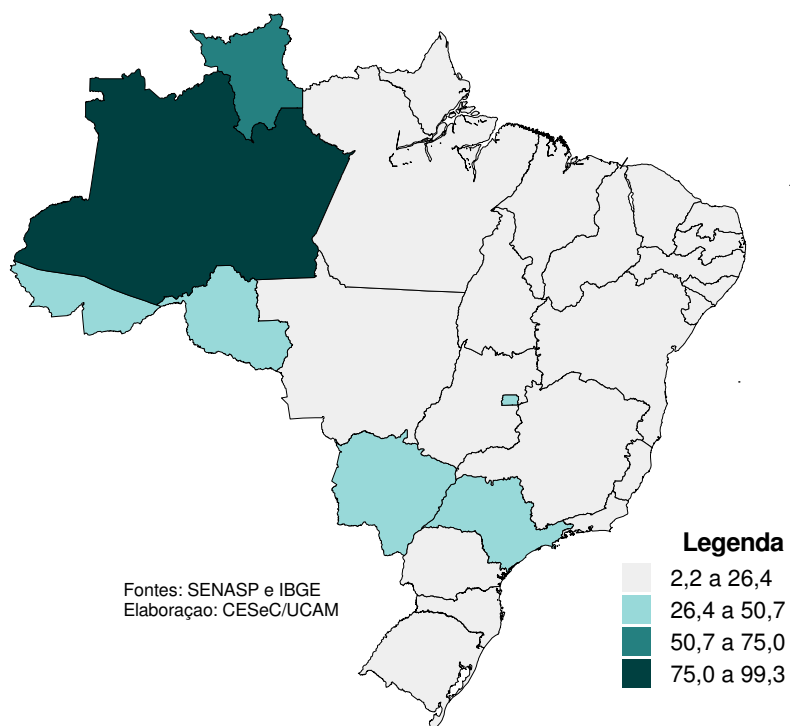 Fontes: SENASP e IBGE
Elaboraçao: CESeC/UCAM
Legenda
2,2 a 26,4
26,4 a 50,7
50,7 a 75,0
75,0 a 99,3